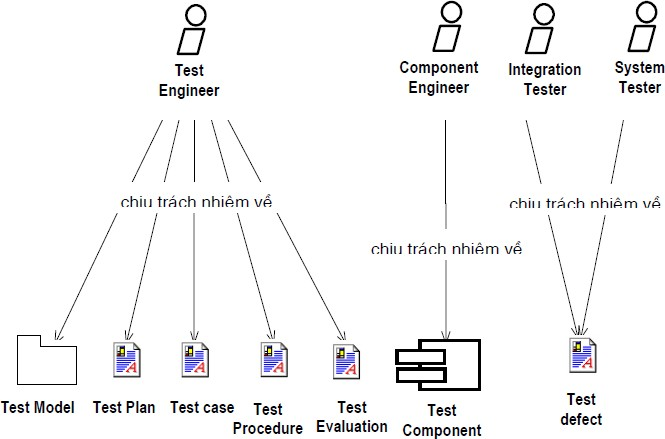 Test
Engineer
Component
Engineer
Integration
Tester
System
Tester
chịu trách nhiệm về
chịu trách nhiệm về
chịu trách nhiệm về
Test Model
Test Plan
Test case
Test
Procedure
Test
Evaluation
Test
Component
Test
defect